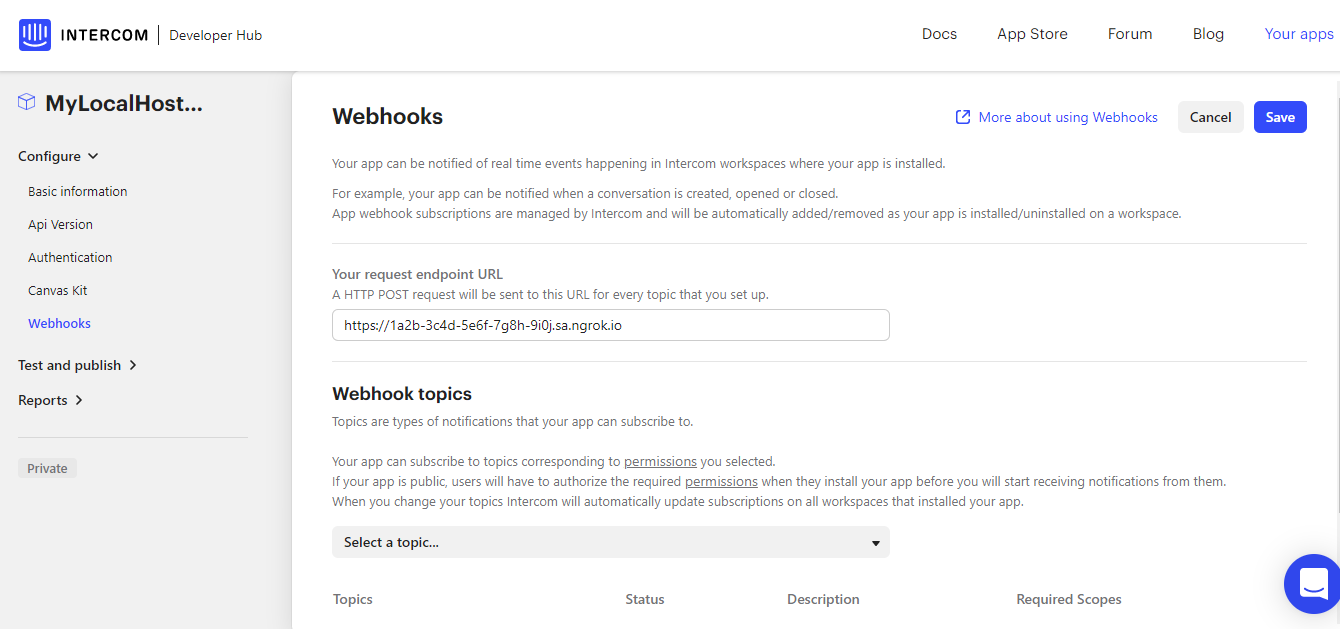 INTERCOM Developer Hub
Docs
App Store
Forum
Blog
Your apps
MyLocalHost...
Configure
Basic information
Api Version
Authentication
Canvas Kit
Webhooks
Test and publish
Reports
Private
Webhooks
More about using Webhooks
Cancel
Save
Your app can be notified of real time events happening in Intercom workspaces where your app is installed.
For example, your app can be notified when a conversation is created, opened or closed.
App webhook subscriptions are managed by Intercom and will be automatically added/removed as your app is installed/uninstalled on a workspace.
Your request endpoint URL
A HTTP POST request will be sent to this URL for every topic that you set up.
https://1a2b-3c4d-5e6f-7g8h-9i0j.sa.ngrok.io
Webhook topics
Topics are types of notifications that your app can subscribe to.
Your app can subscribe to topics corresponding to permissions you selected.
If your app is public, users will have to authorize the required permissions when they install your app before you will start receiving notifications from them.
When you change your topics Intercom will automatically update subscriptions on all workspaces that installed your app.
Select a topic...
Topics
Status
Description
Required Scopes